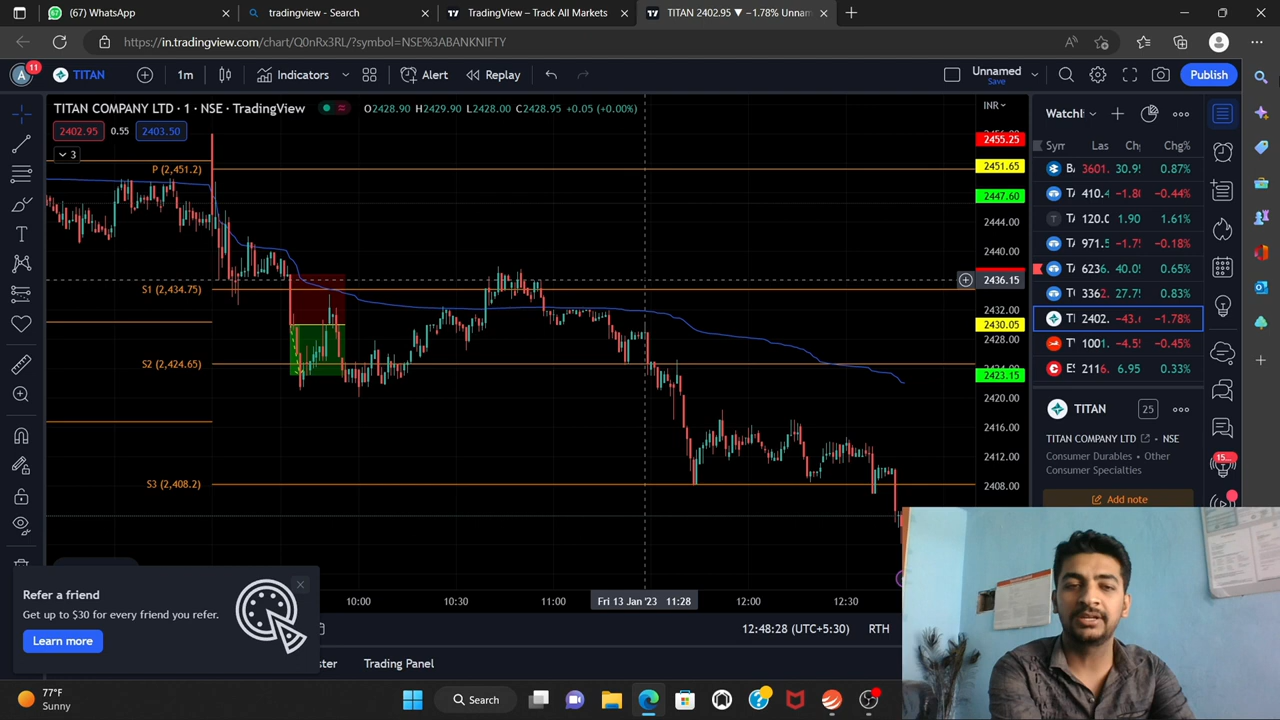 (67) WhatsApp
tradingview - Search
TradingView – Track All Markets
TITAN 2402.95 ▼ −1.78% Unnam
https://in.tradingview.com/chart/Q0nRx3RL/?symbol=NSE%3ABANKNIFTY
A
11
TITAN
1m
Indicators
Alert
Replay
Unnamed
Save
Publish
TITAN COMPANY LTD · 1 · NSE · TradingView
O2428.90 H2429.90 L2428.00 C2428.95 +0.05 (+0.00%)
INR
2402.95
0.55
2403.50
3
P (2,451.2)
S1 (2,434.75)
S2 (2,424.65)
S3 (2,408.2)
2455.25
2451.65
2447.60
2444.00
2440.00
2436.15
2432.00
2430.05
2428.00
2423.15
2420.00
2416.00
2412.00
2408.00
10:00
10:30
11:00
Fri 13 Jan '23 11:28
12:00
12:30
12:48:28 (UTC+5:30)
RTH
Trading Panel
Watchl
Las
Chg%
3601. 30.95 0.87%
410.4 −1.80 −0.44%
120.0 1.90 1.61%
971.5 −1.75 −0.18%
6236. 40.05 0.65%
3362. 27.75 0.83%
2402. −43.6 −1.78%
1001. −4.55 −0.45%
2116. 6.95 0.33%
TITAN
25
TITAN COMPANY LTD • NSE
Consumer Durables • Other
Consumer Specialties
Add note
15...
Refer a friend
Get up to $30 for every friend you refer.
Learn more
77°F
Sunny
Search